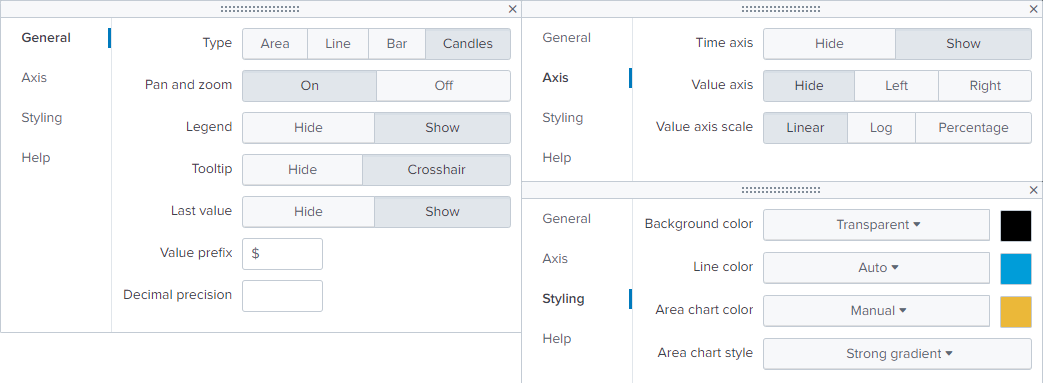 General
Axis
Styling
Help
Type Area Line Bar Candles
Pan and zoom On Off
Legend Hide Show
Tooltip Hide Crosshair
Last value Hide Show
Value prefix $
Decimal precision
General
Axis
Styling
Help
Time axis Hide Show
Value axis Hide Left Right
Value axis scale Linear Log Percentage
General
Axis
Styling
Help
Background color Transparent
Line color Auto
Area chart color Manual
Area chart style Strong gradient